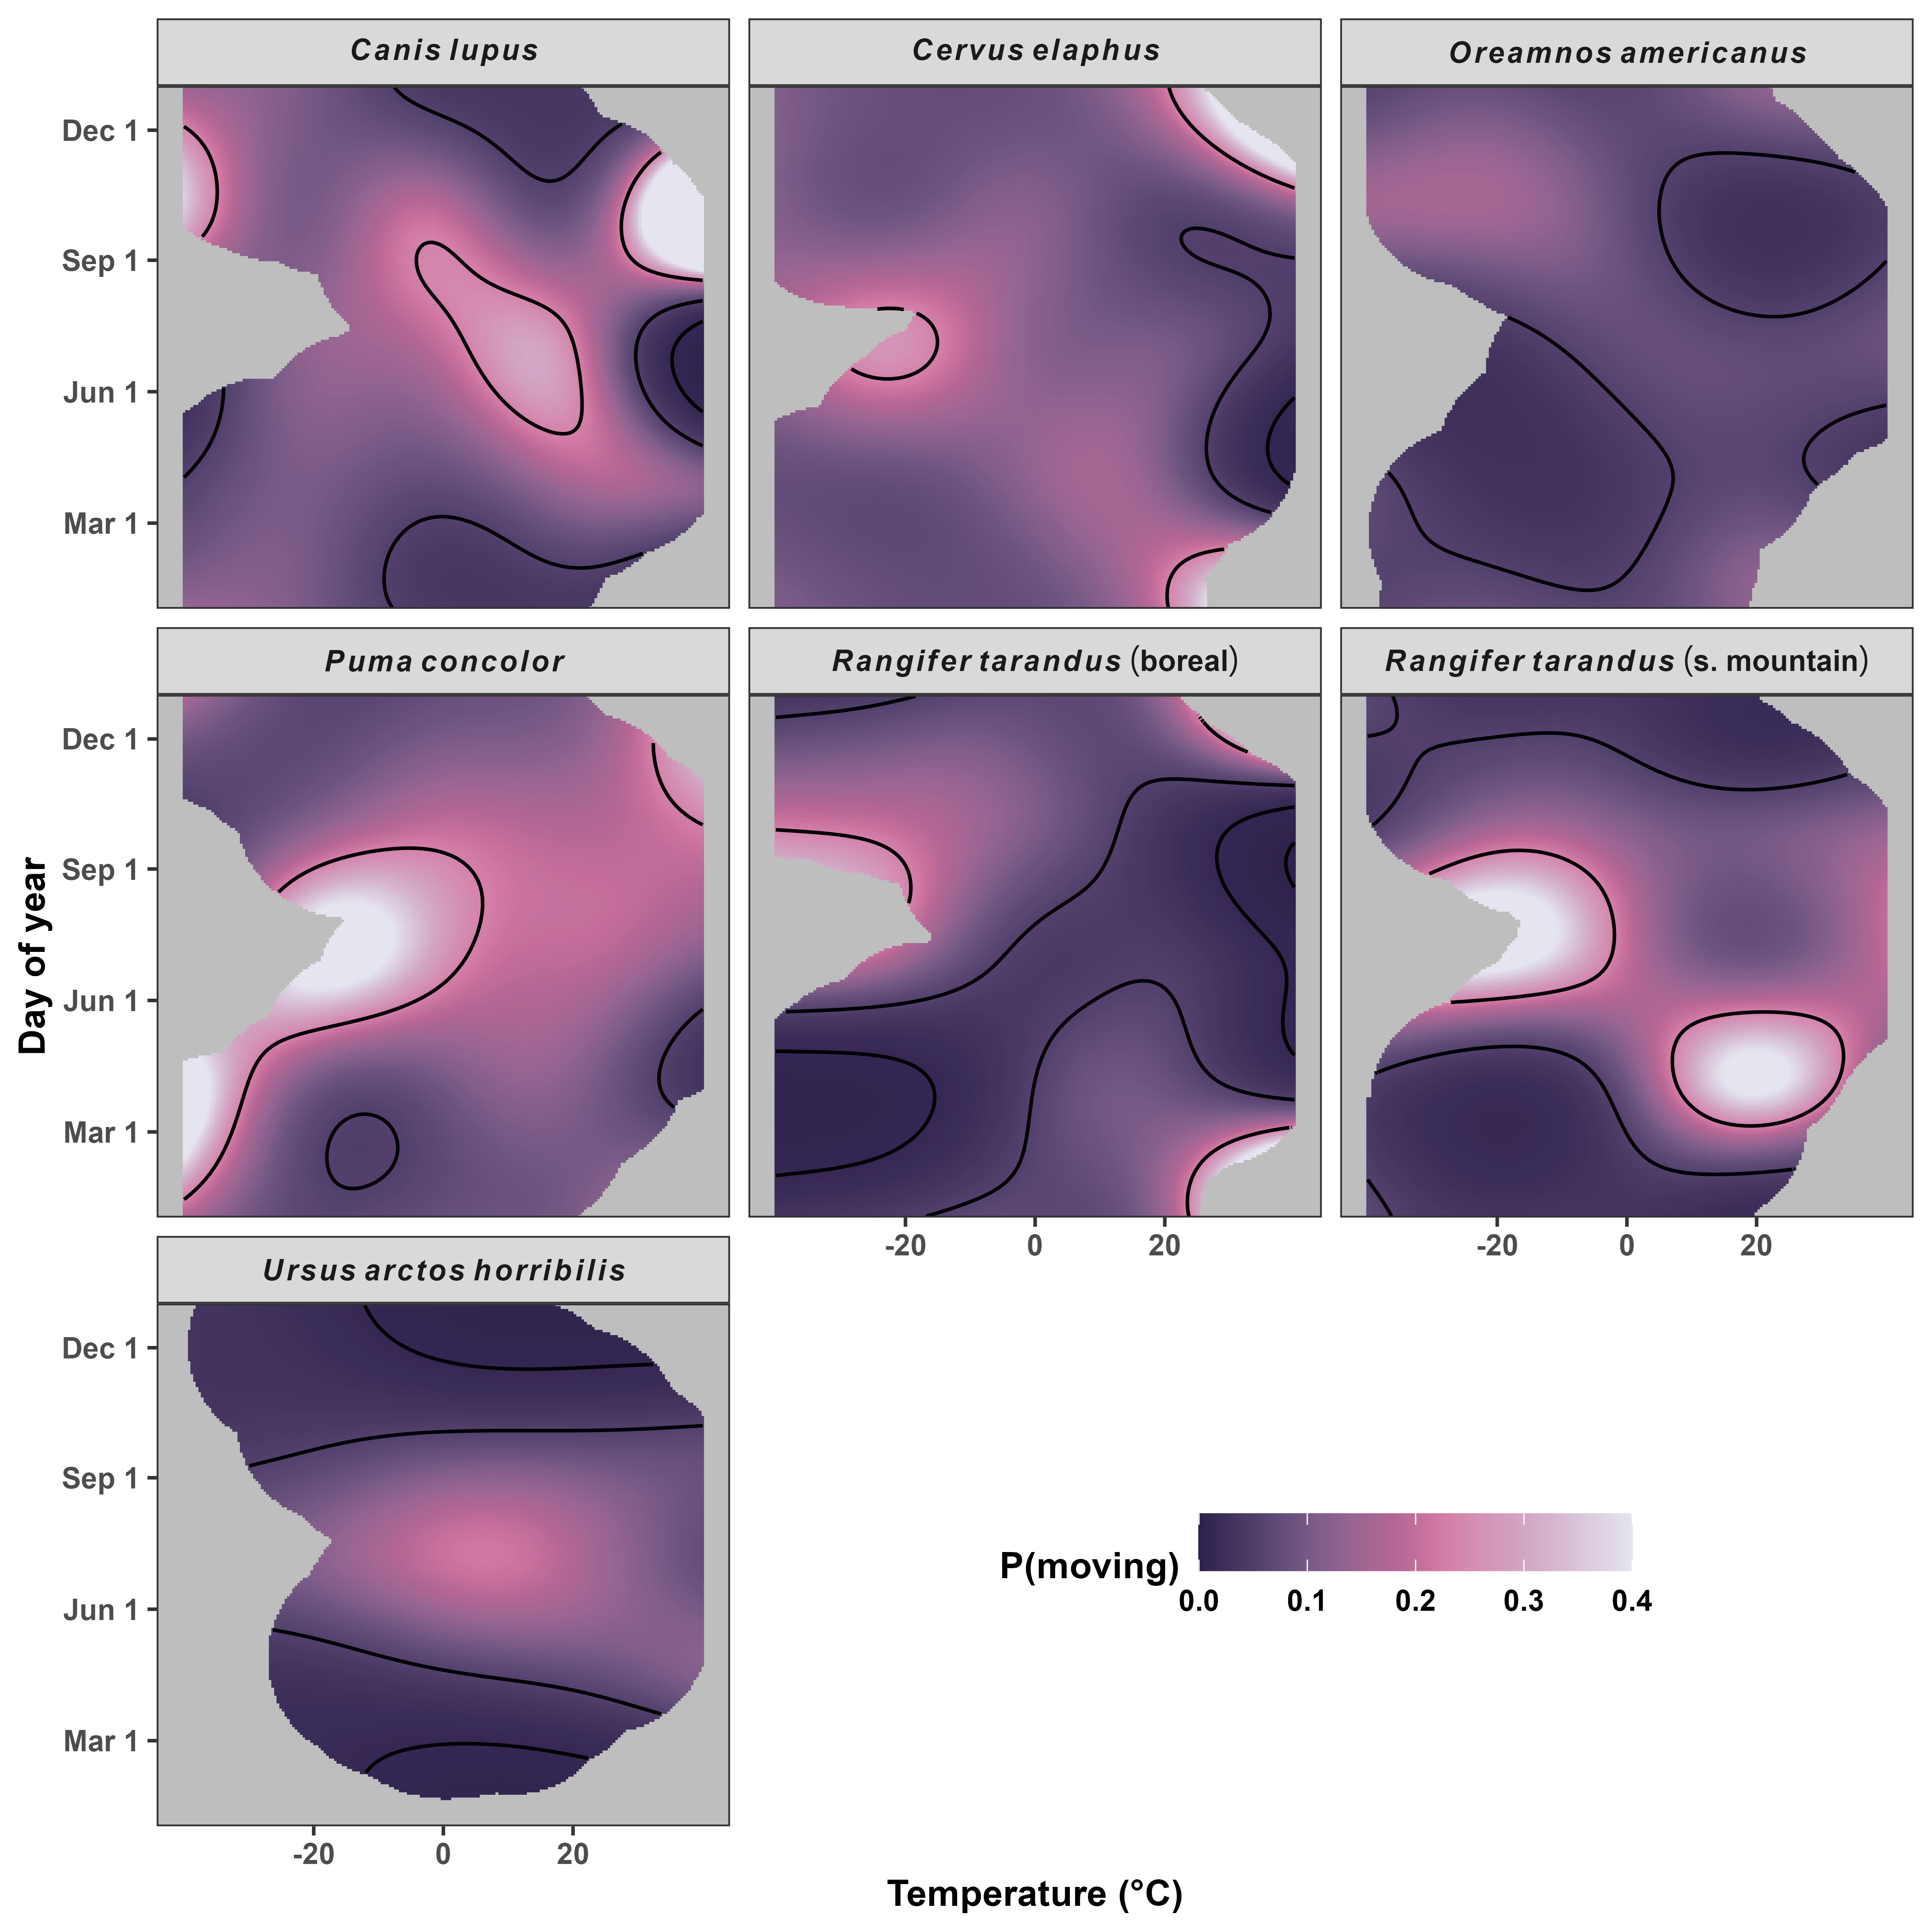 Canis lupus
Cervus elaphus
Oreamnos americanus
Dec 1
Sep 1
Jun 1
Mar 1
Puma concolor
Rangifer tarandus (boreal)
Rangifer tarandus (s. mountain)
Dec 1
Sep 1
Jun 1
Mar 1
-20 0 20
-20 0 20
Ursus arctos horribilis
Dec 1
Sep 1
Jun 1
Mar 1
-20 0 20
Day of year
Temperature (°C)
P(moving)
0.0 0.1 0.2 0.3 0.4